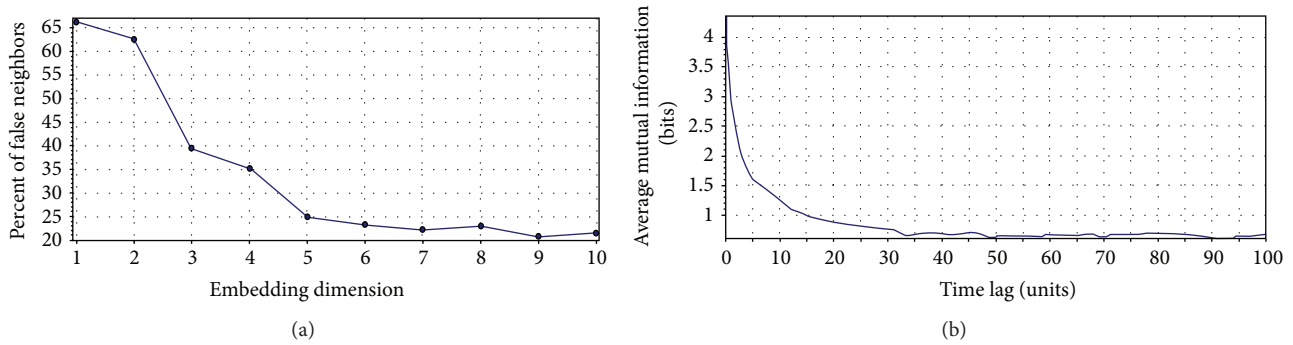 Percent of false neighbors
65
60
55
50
45
40
35
30
25
20
1 2 3 4 5 6 7 8 9 10
Embedding dimension
(a)
Average mutual information
(bits)
4
3.5
3
2.5
2
1.5
1
0 10 20 30 40 50 60 70 80 90 100
Time lag (units)
(b)